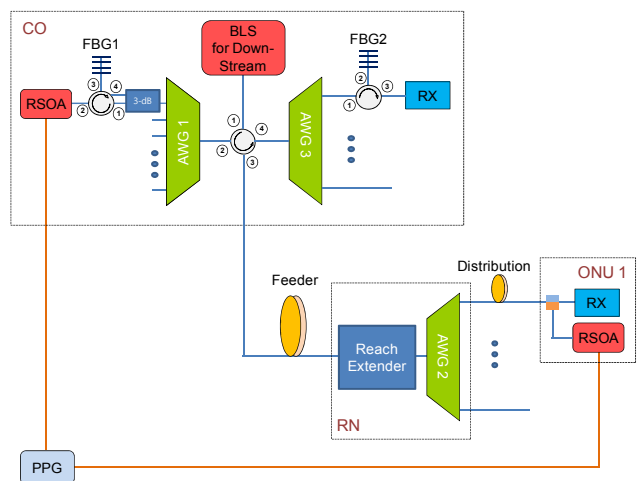 CO
FBG1
BLS
for Down-
Stream
FBG2
3
4
RSOA
2
1
3-dB
AWG 1
1
2
4
3
AWG 3
2
1
3
RX
Feeder
Distribution
ONU 1
RX
RSOA
Reach
Extender
AWG 2
RN
PPG